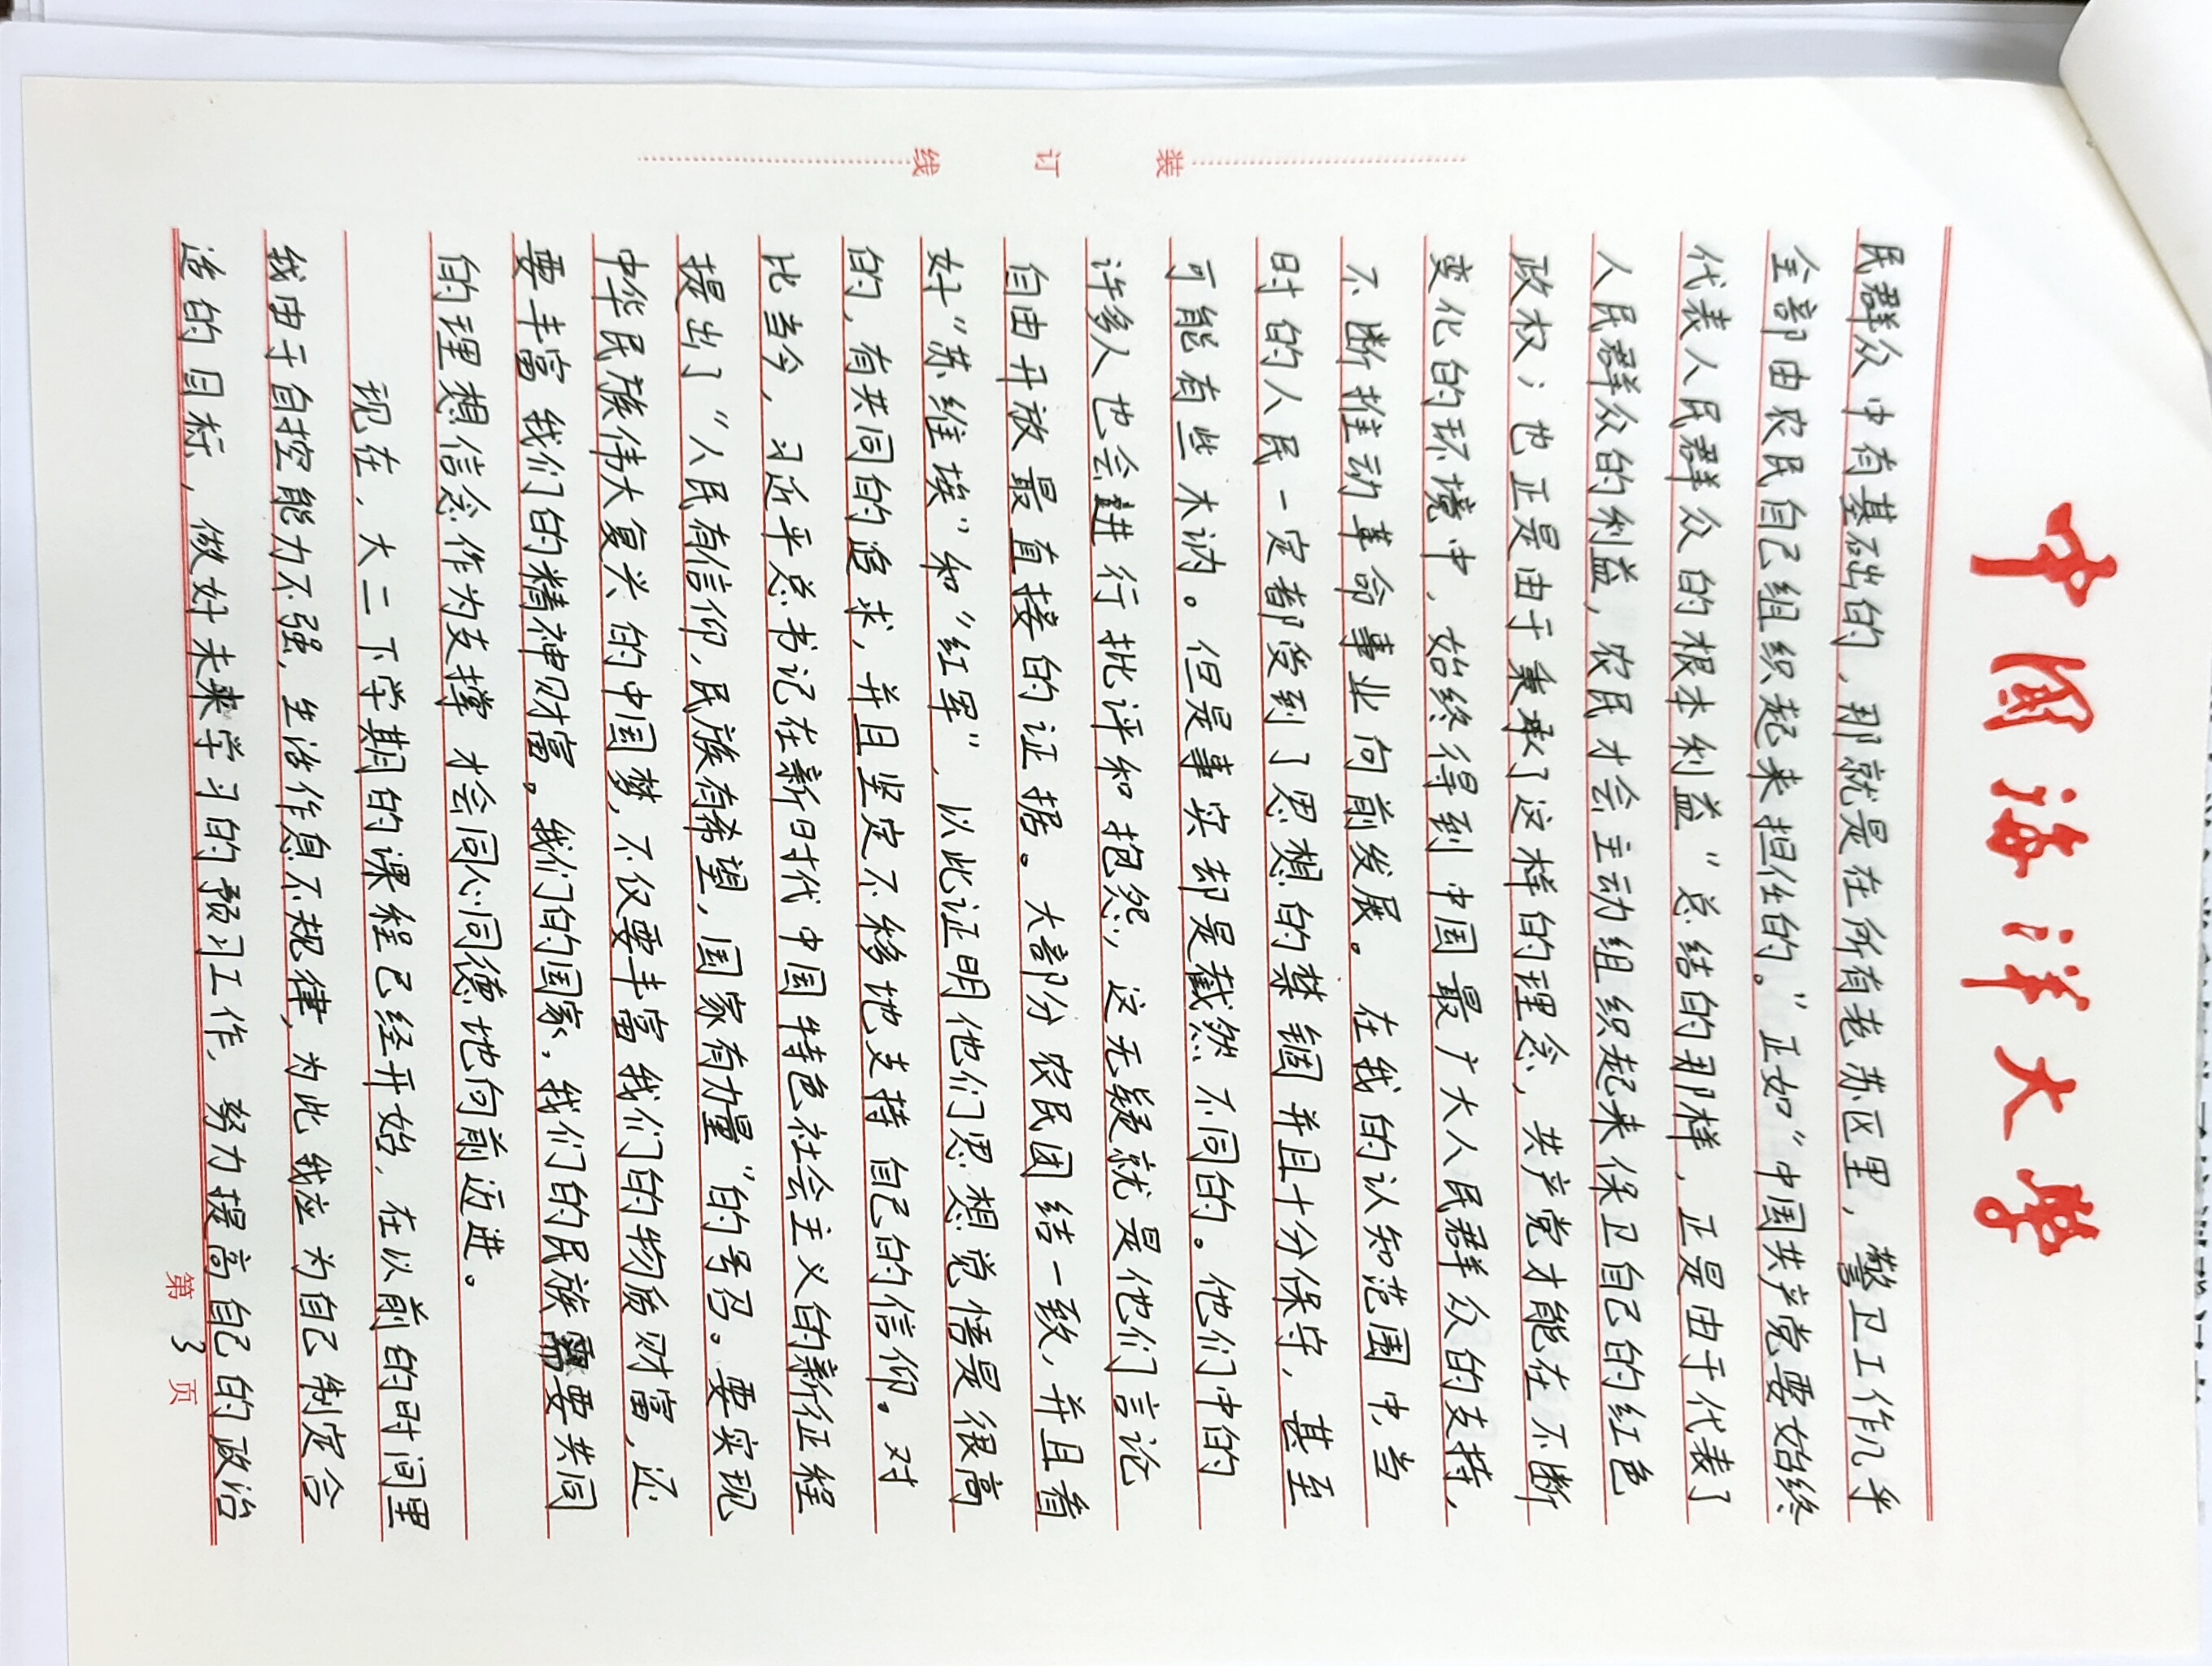 中国海洋大学
民群众中有基础的，那就是在所有老苏区里，警卫工作几乎
全部由农民自己组织起来担任的。”正如“中国共产党要始终
代表人民群众的根本利益”总结的那样，正是由于代表了
人民群众的利益，农民才会主动组织起来保卫自己的红色
政权；也正是由于秉承了这样的理念，共产党才能在不断
变化的环境中，始终得到中国最广大人民群众的支持，
不断推动革命事业向前发展。在我的认知范围中，当
时的人民一定都受到了思想的禁锢并且十分保守，甚至
可能有些木讷。但是事实却是截然不同的。他们中的
许多人也会进行批评和抱怨，这无疑就是他们言论
自由开放最直接的证据。大部分农民团结一致，并且看
好“苏维埃”和“红军”，以此证明他们思想觉悟是很高
的，有共同的追求，并且坚定不移地支持自己的信仰。对
比当今，习近平总书记在新时代中国特色社会主义的新征程
提出了“人民有信仰，民族有希望，国家有力量”的号召。要实现
中华民族伟大复兴的中国梦，不仅要丰富我们的物质财富，还
要丰富我们的精神财富。我们的国家，我们的民族需要共同
的理想信念作为支撑才会同心同德地向前迈进。
现在，大二下学期的课程已经开始，在以前的时间里
我由于自控能力不强，生活作息不规律，为此我应为自己制定合
适的目标，做好未来学习的预习工作，努力提高自己的政治
第 3 页
装
订
线